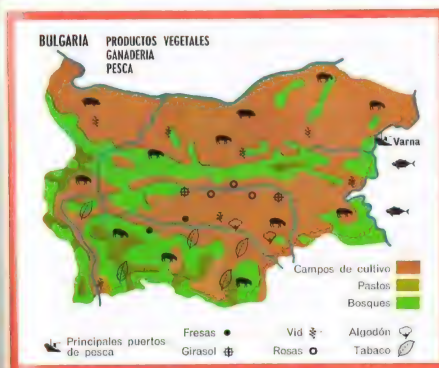 BULGARIA PRODUCTOS VEGETALES
GANADERIA
PESCA
Varna
Campos de cultivo
Pastos
Bosques
Principales puertos
de pesca
Fresas
Girasol
Vid
Rosas
Algodón
Tabaco